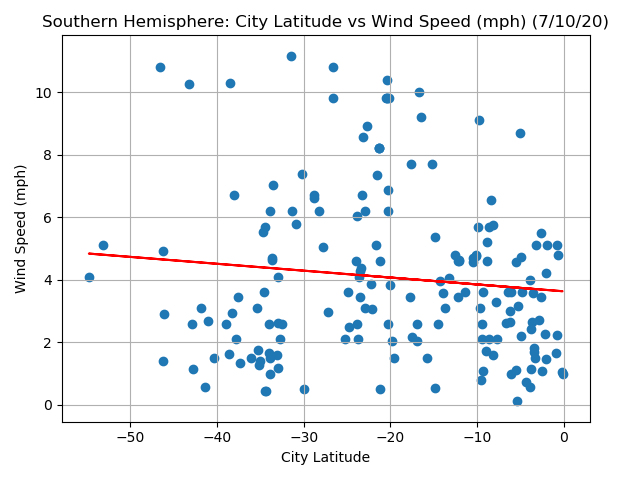 Southern Hemisphere: City Latitude vs Wind Speed (mph) (7/10/20)
Wind Speed (mph)
10
8
6
4
2
0
−50 −40 −30 −20 −10 0
City Latitude